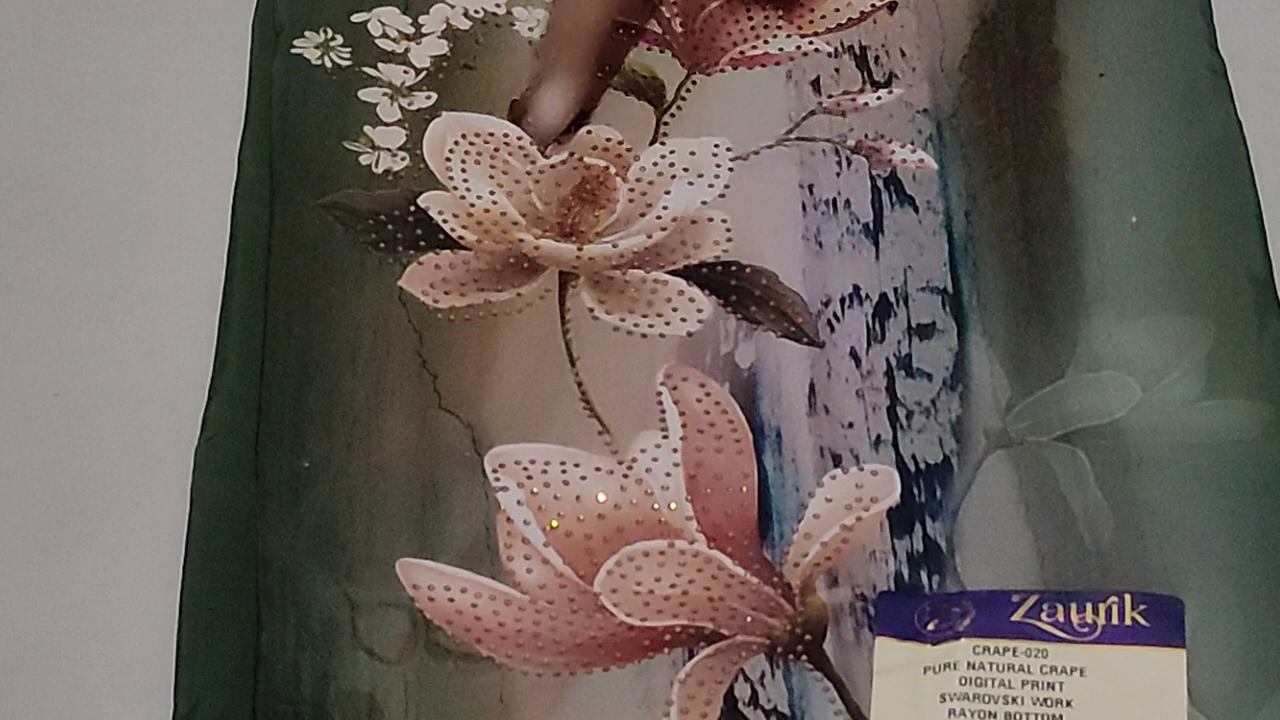 Zaurik
CRAPE-020
PURE NATURAL CRAPE
DIGITAL PRINT
SWAROVSKI WORK
RAYON BOTTOM